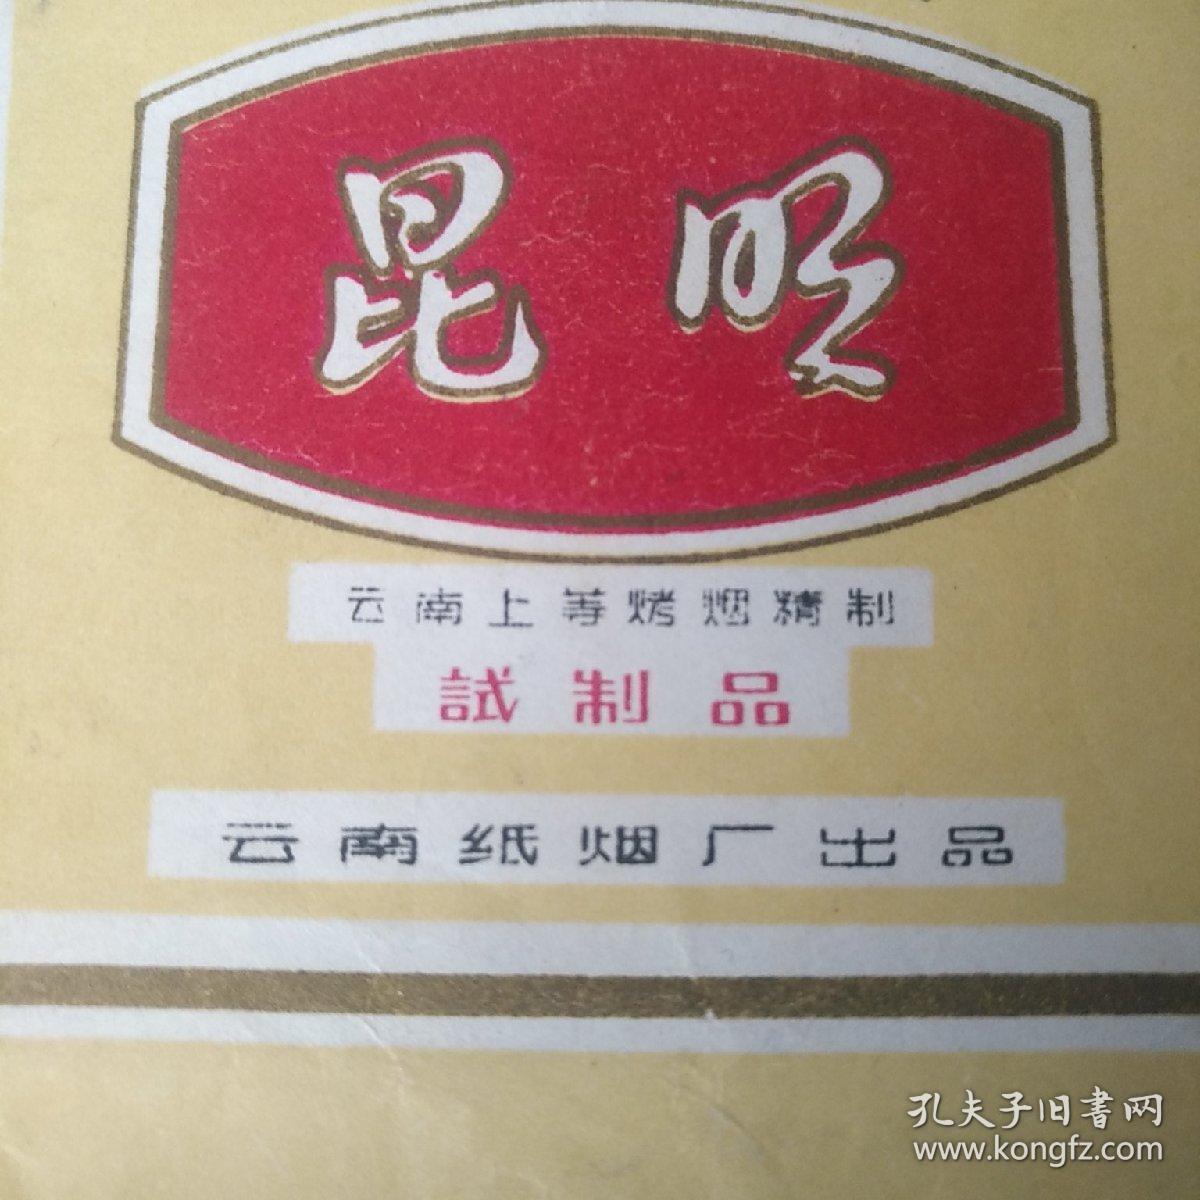 昆明
云南上等烤烟精制
試制品
云南纸烟厂出品
孔夫子旧書网
www.kongfz.com